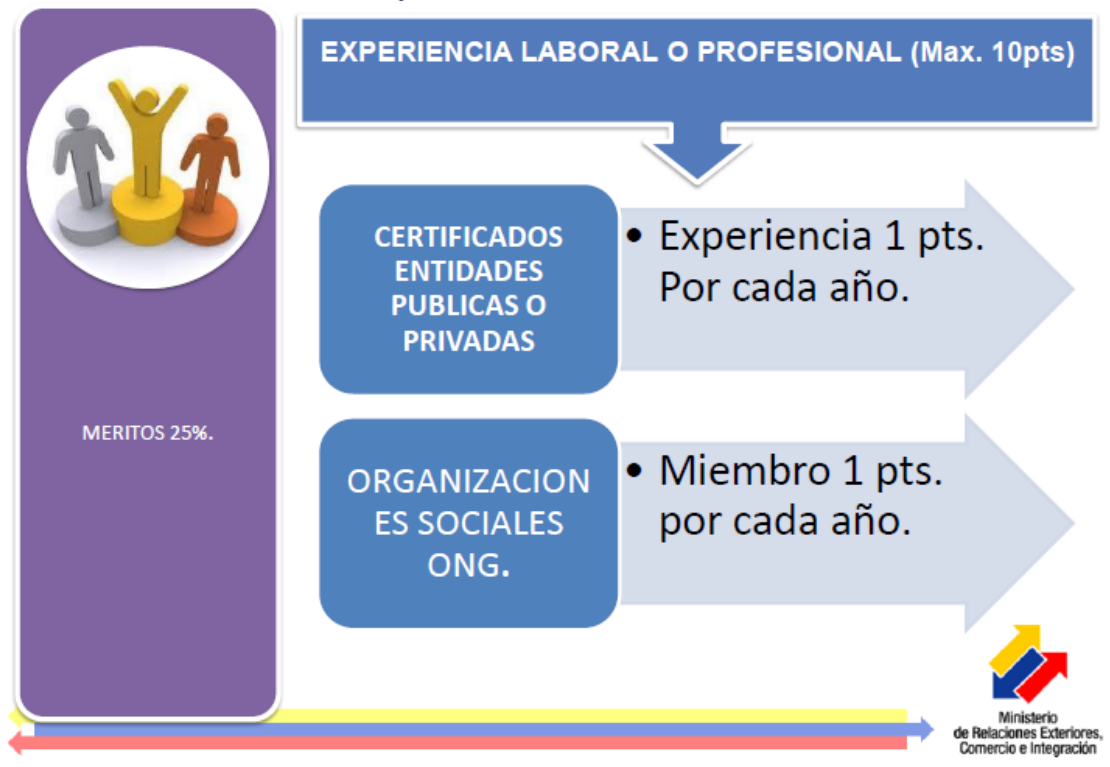 EXPERIENCIA LABORAL O PROFESIONAL (Max. 10pts)
MERITOS 25%.
CERTIFICADOS
ENTIDADES
PUBLICAS O
PRIVADAS
• Experiencia 1 pts.
Por cada año.
ORGANIZACION
ES SOCIALES
ONG.
• Miembro 1 pts.
por cada año.
Ministerio
de Relaciones Exteriores,
Comercio e Integración